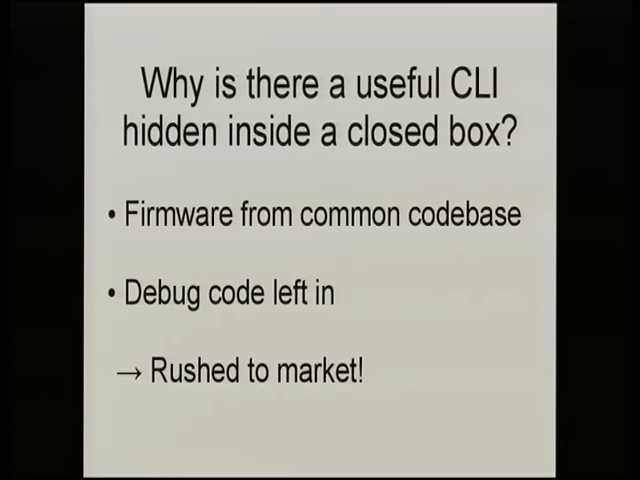 Why is there a useful CLI
hidden inside a closed box?
• Firmware from common codebase
• Debug code left in
→ Rushed to market!